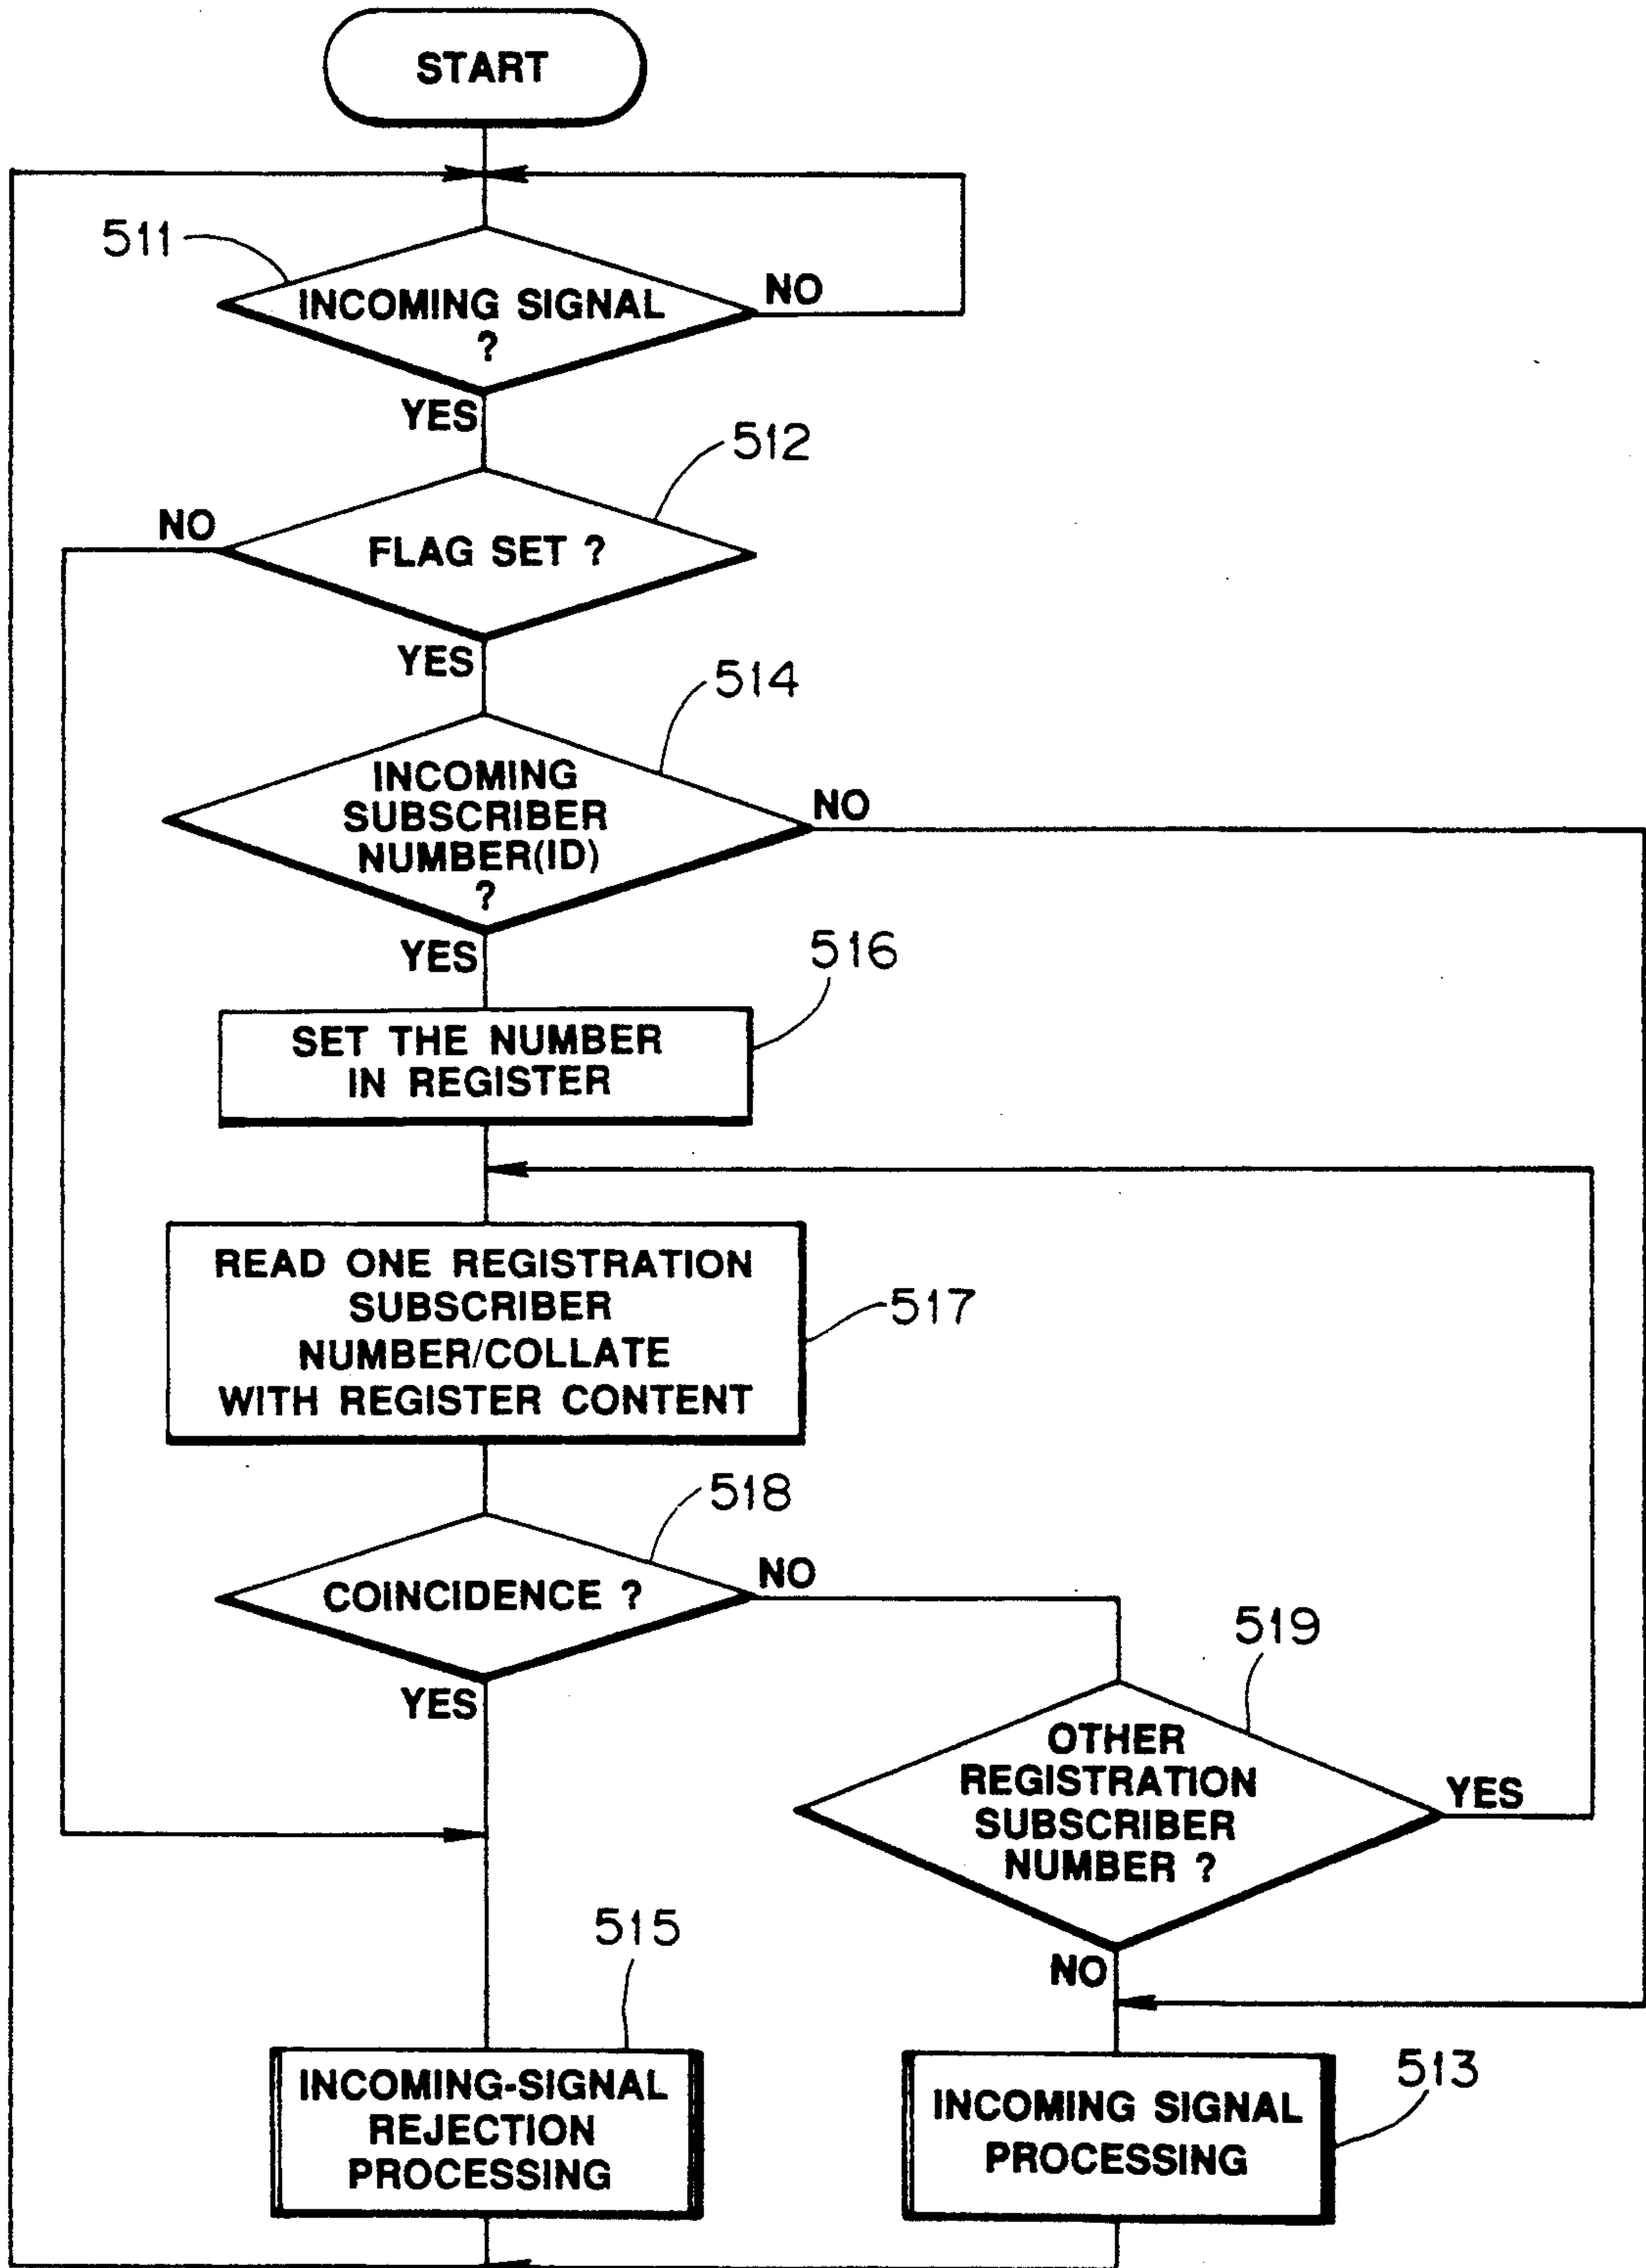 START
511
INCOMING SIGNAL
?
NO
YES
512
NO
FLAG SET ?
YES
514
INCOMING
SUBSCRIBER
NUMBER(ID)
?
NO
YES
516
SET THE NUMBER
IN REGISTER
READ ONE REGISTRATION
SUBSCRIBER
NUMBER/COLLATE
WITH REGISTER CONTENT
517
518
COINCIDENCE ?
NO
YES
519
OTHER
REGISTRATION
SUBSCRIBER
NUMBER ?
YES
NO
515
INCOMING-SIGNAL
REJECTION
PROCESSING
513
INCOMING SIGNAL
PROCESSING